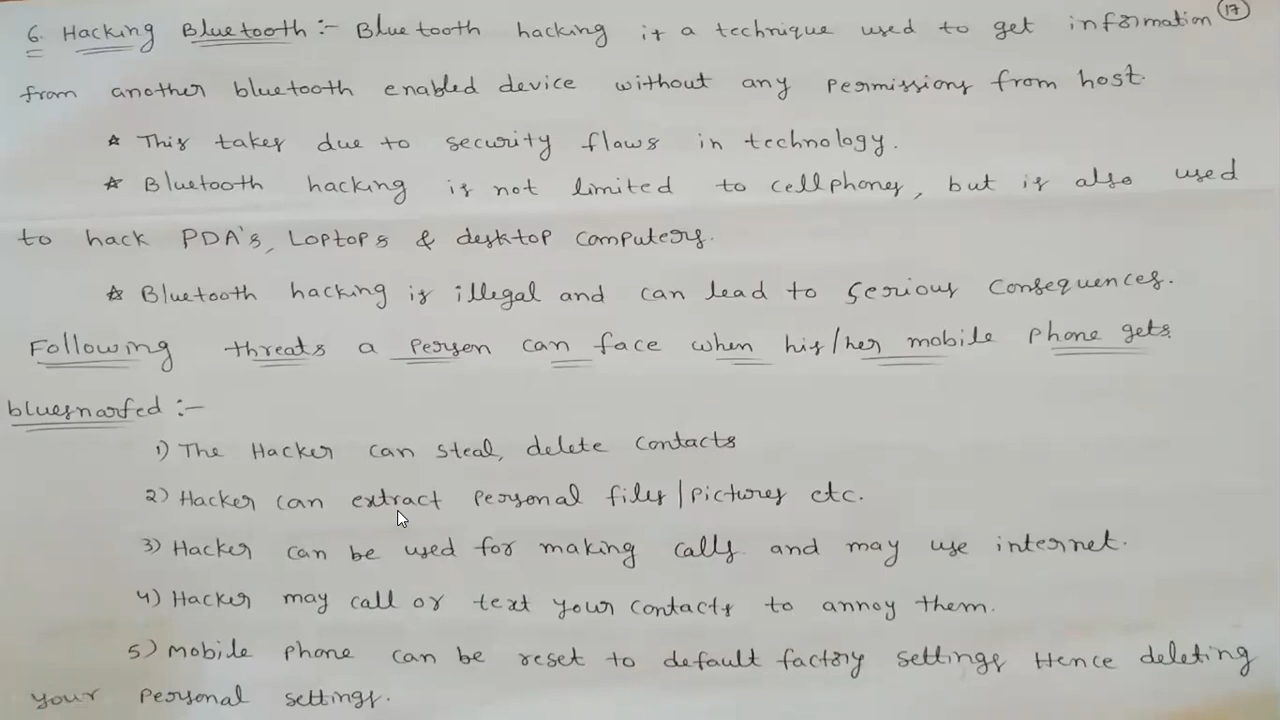 6. Hacking Bluetooth :- Bluetooth hacking is a technique used to get information 17
from another bluetooth enabled device without any permissions from host.
* This takes due to security flaws in technology.
* Bluetooth hacking is not limited to cellphones, but is also used
to hack PDA's, Loptops & desktop computers.
* Bluetooth hacking is illegal and can lead to serious consequences.
Following threats a person can face when his/her mobile phone gets
bluesnarfed :-
1) The Hacker can steal, delete contacts
2) Hacker can extract personal files/pictures etc.
3) Hacker can be used for making calls and may use internet.
4) Hacker may call or text your contacts to annoy them.
5) Mobile phone can be reset to default factory settings Hence deleting
your personal settings.